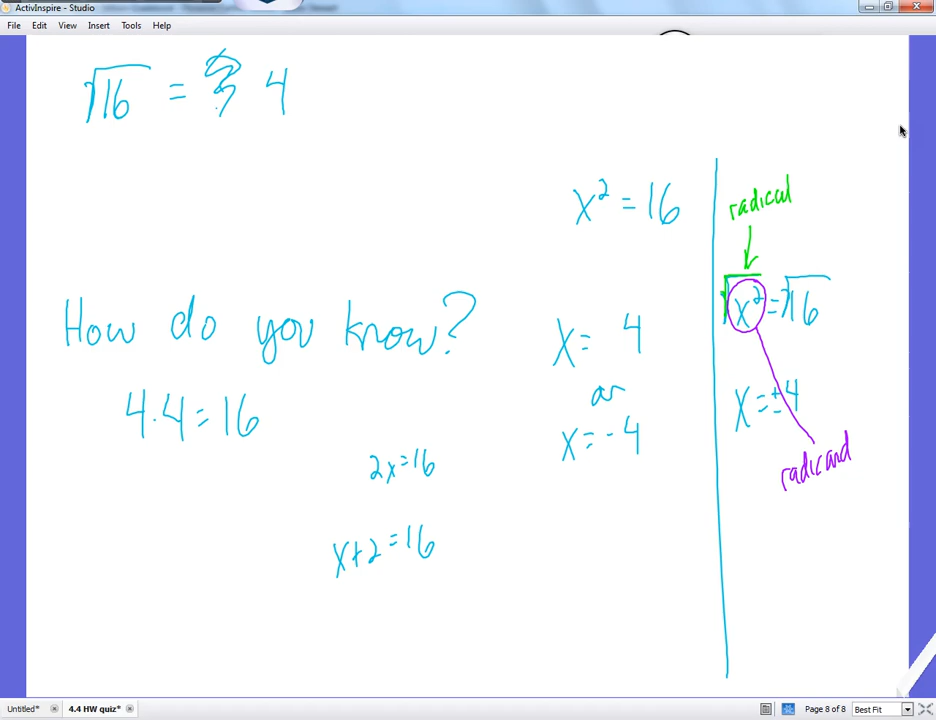 ActivInspire - Studio
File Edit View Insert Tools Help
√16 = 4
x² = 16
How do you know?
4·4=16
2x=16
x+2=16
x= 4
or
x=-4
radical
√x² = √16
x=±4
radicand
Untitled* 4.4 HW quiz* Page 8 of 8 Best Fit